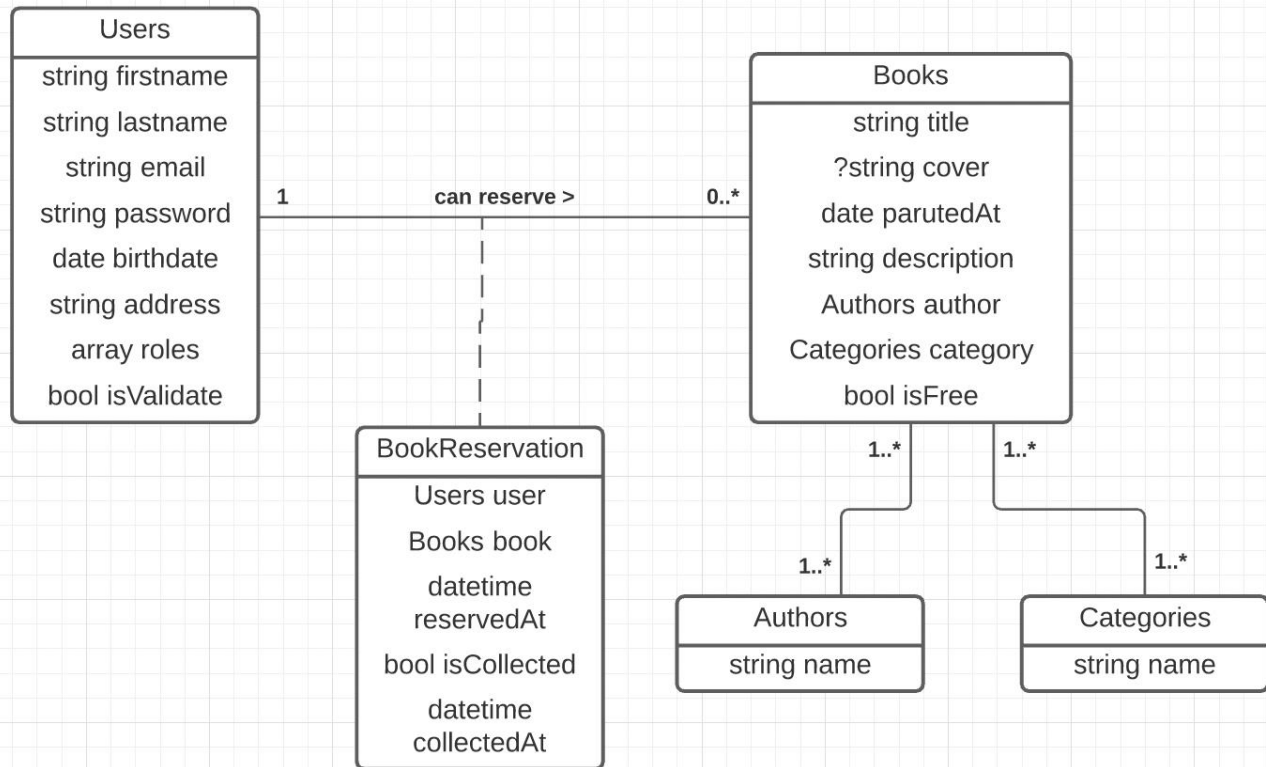 Users
string firstname
string lastname
string email
string password
date birthdate
string address
array roles
bool isValidate
1
can reserve >
0..*
Books
string title
?string cover
date parutedAt
string description
Authors author
Categories category
bool isFree
BookReservation
Users user
Books book
datetime
reservedAt
bool isCollected
datetime
collectedAt
1..*
1..*
1..*
1..*
Authors
string name
Categories
string name